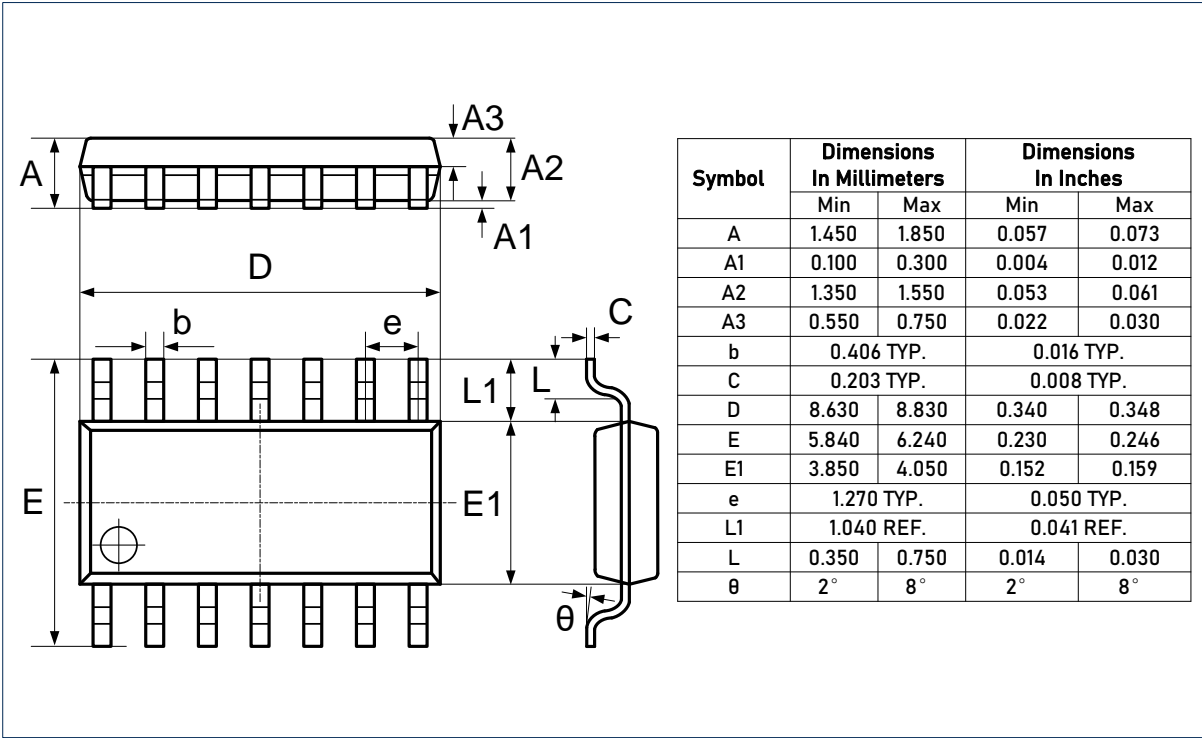 A3
A
A2
A1
D
b
e
C
L1
L
E
E1
θ
Symbol Dimensions In Millimeters Dimensions In Inches
Min Max Min Max
A 1.450 1.850 0.057 0.073
A1 0.100 0.300 0.004 0.012
A2 1.350 1.550 0.053 0.061
A3 0.550 0.750 0.022 0.030
b 0.406 TYP. 0.016 TYP.
C 0.203 TYP. 0.008 TYP.
D 8.630 8.830 0.340 0.348
E 5.840 6.240 0.230 0.246
E1 3.850 4.050 0.152 0.159
e 1.270 TYP. 0.050 TYP.
L1 1.040 REF. 0.041 REF.
L 0.350 0.750 0.014 0.030
θ 2° 8° 2° 8°